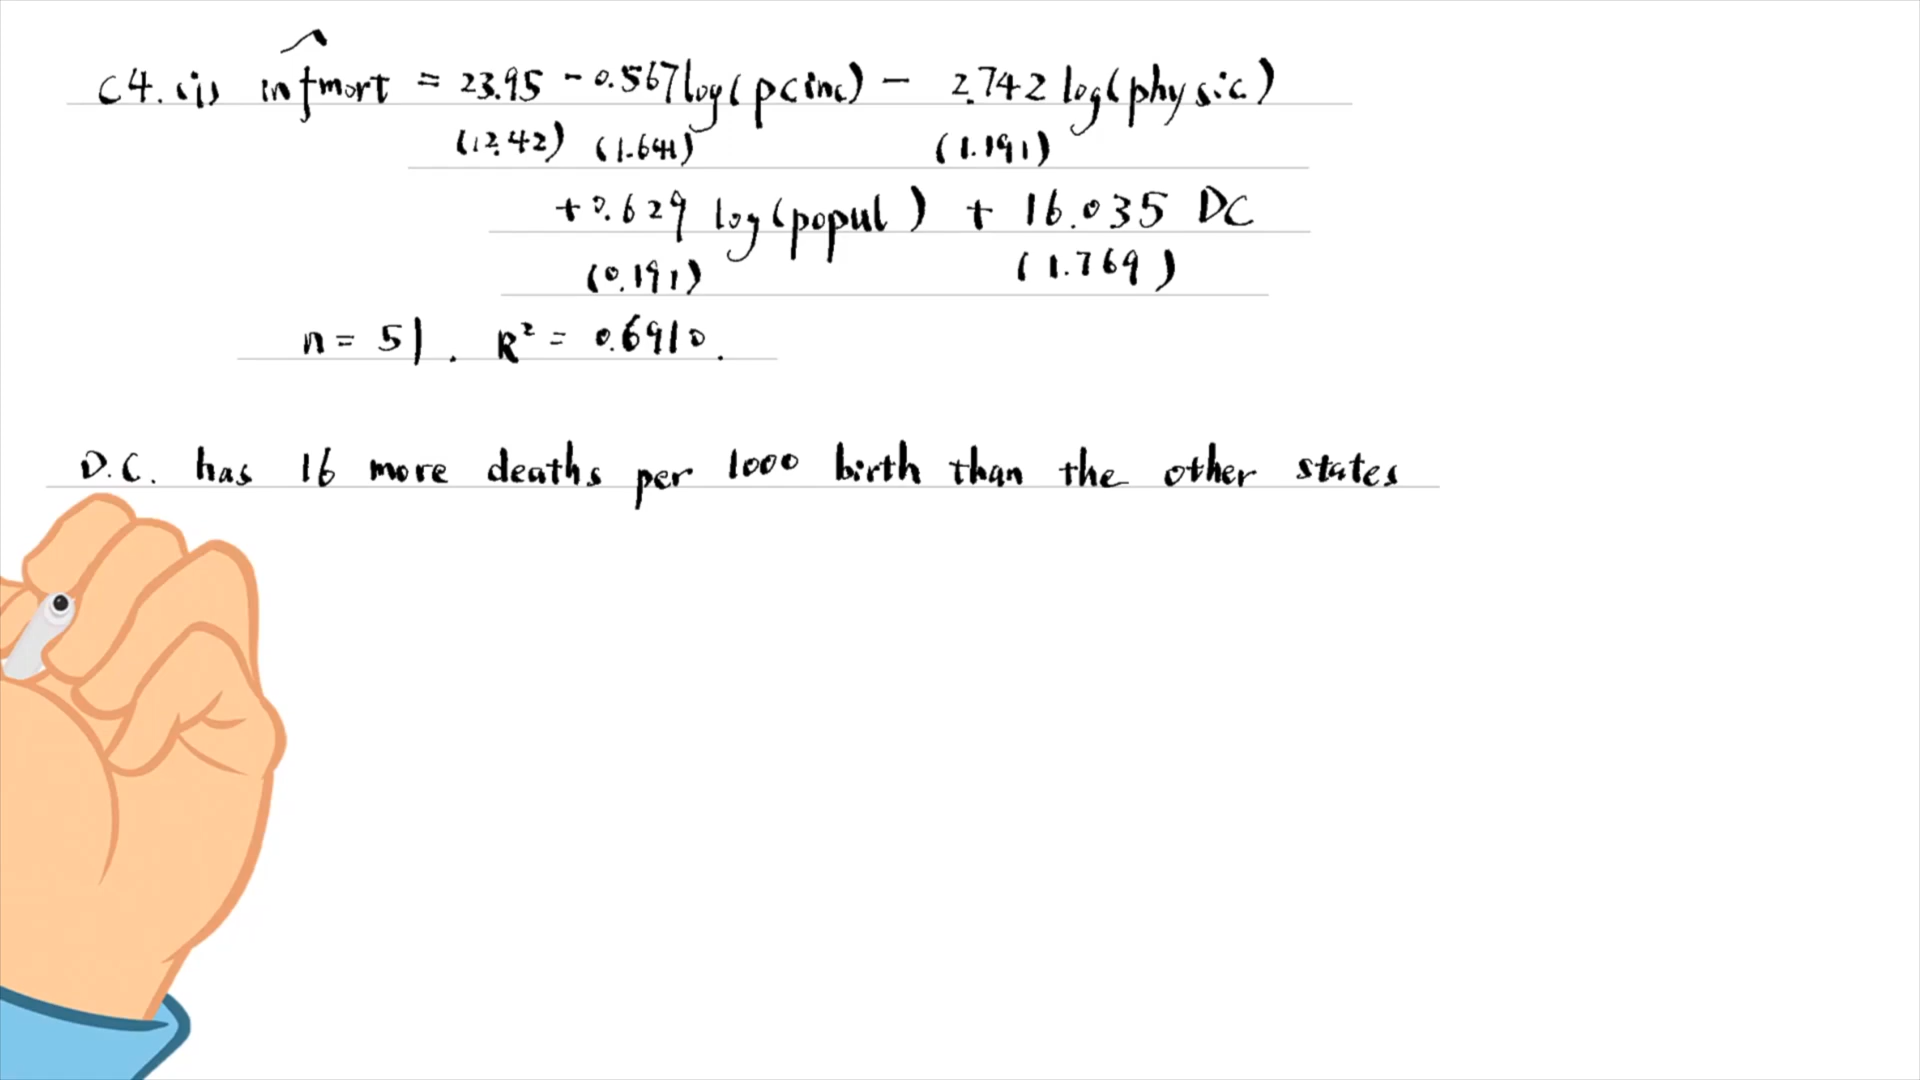 C4. (i) infmort^ = 23.95 - 0.567 log(pcinc) - 2.742 log(physic)
(12.42) (1.641) (1.191)
+ 0.629 log(popul) + 16.035 DC
(0.191) (1.769)
n = 51. R² = 0.6910.
D.C. has 16 more deaths per 1000 birth than the other states